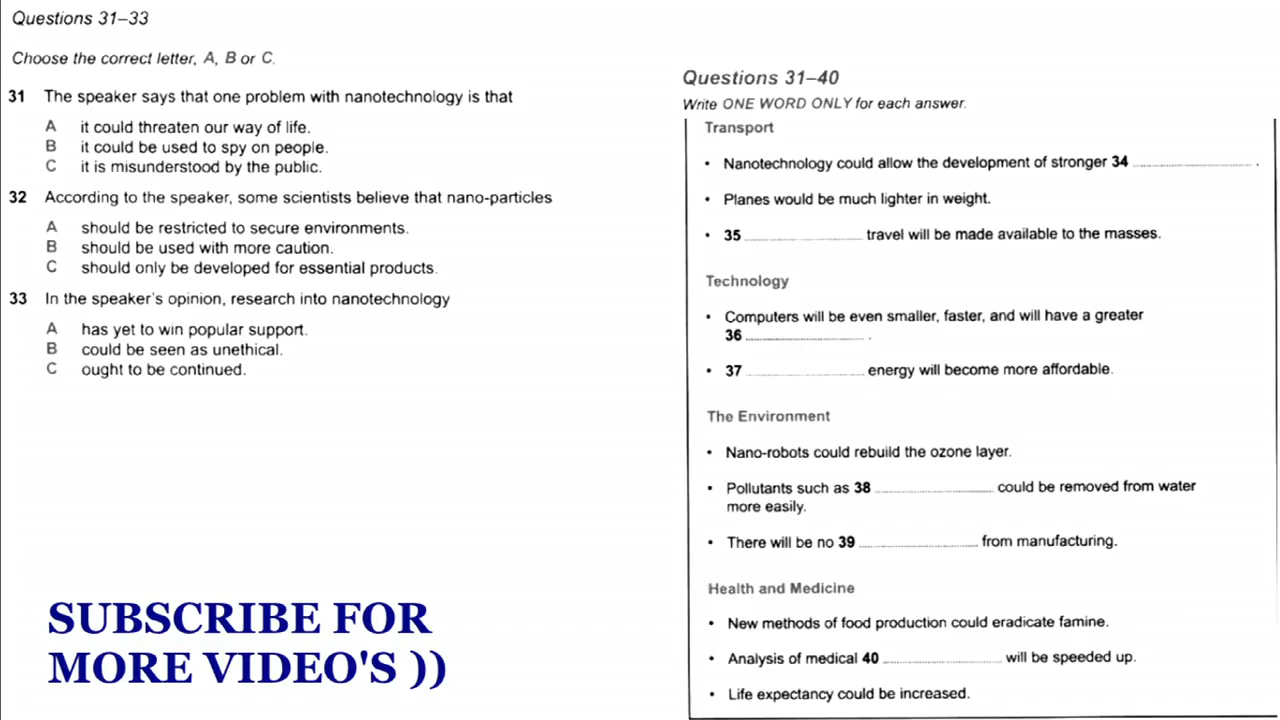 Questions 31–33
Choose the correct letter, A, B or C.
31 The speaker says that one problem with nanotechnology is that
A it could threaten our way of life.
B it could be used to spy on people.
C it is misunderstood by the public.
32 According to the speaker, some scientists believe that nano-particles
A should be restricted to secure environments.
B should be used with more caution.
C should only be developed for essential products.
33 In the speaker's opinion, research into nanotechnology
A has yet to win popular support.
B could be seen as unethical.
C ought to be continued.
SUBSCRIBE FOR
MORE VIDEO'S ))
Questions 31–40
Write ONE WORD ONLY for each answer.
Transport
• Nanotechnology could allow the development of stronger 34 .................... .
• Planes would be much lighter in weight.
• 35 .................... travel will be made available to the masses.
Technology
• Computers will be even smaller, faster, and will have a greater
36 .................... .
• 37 .................... energy will become more affordable.
The Environment
• Nano-robots could rebuild the ozone layer.
• Pollutants such as 38 .................... could be removed from water
more easily.
• There will be no 39 .................... from manufacturing.
Health and Medicine
• New methods of food production could eradicate famine.
• Analysis of medical 40 .................... will be speeded up.
• Life expectancy could be increased.